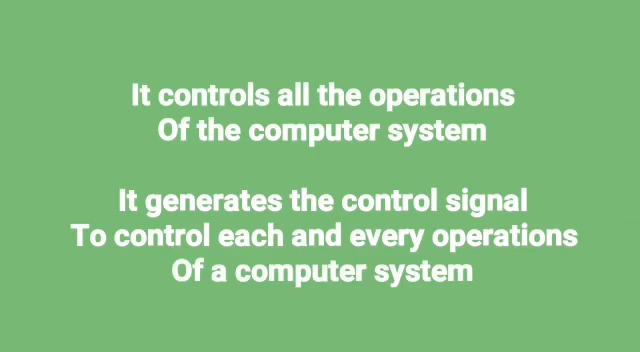 It controls all the operations
Of the computer system
It generates the control signal
To control each and every operations
Of a computer system